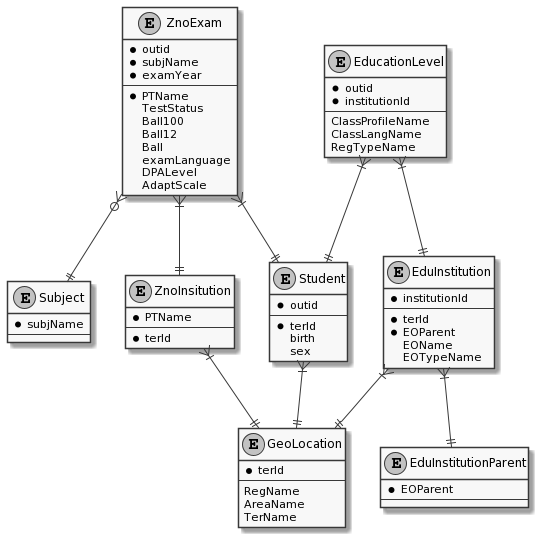 E ZnoExam
outid
subjName
examYear
PTName
TestStatus
Ball100
Ball12
Ball
examLanguage
DPALevel
AdaptScale
E EducationLevel
outid
institutionId
ClassProfileName
ClassLangName
RegTypeName
E Subject
subjName
E ZnoInsitution
PTName
terId
E Student
outid
terId
birth
sex
E EduInstitution
institutionId
terId
EOParent
EOName
EOTypeName
E GeoLocation
terId
RegName
AreaName
TerName
E EduInstitutionParent
EOParent